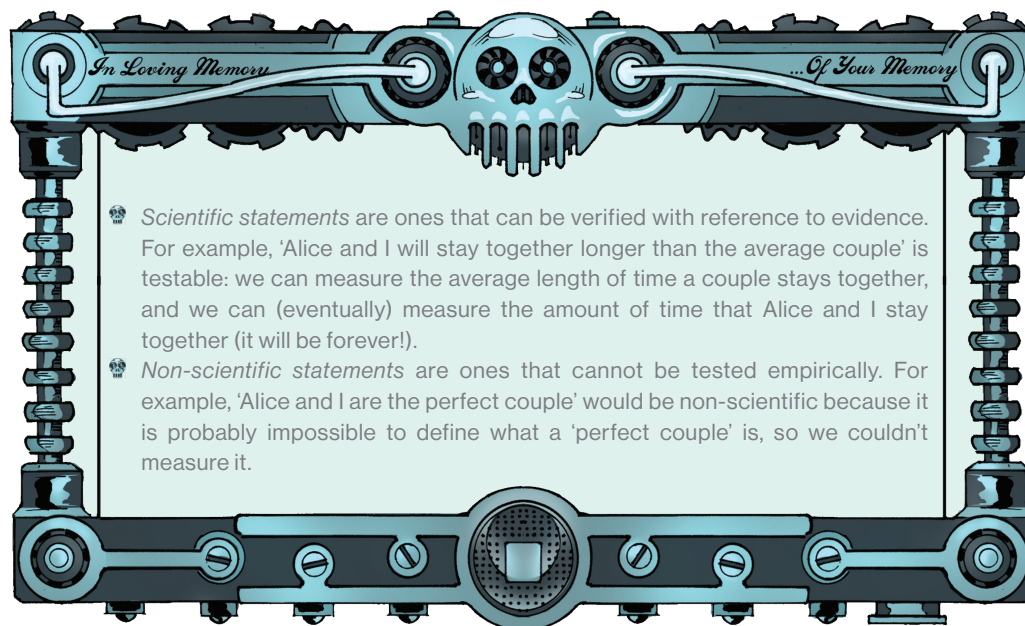 In Loving Memory
...Of Your Memory
Scientific statements are ones that can be verified with reference to evidence.
For example, ‘Alice and I will stay together longer than the average couple’ is
testable: we can measure the average length of time a couple stays together,
and we can (eventually) measure the amount of time that Alice and I stay
together (it will be forever!).
Non-scientific statements are ones that cannot be tested empirically. For
example, ‘Alice and I are the perfect couple’ would be non-scientific because it
is probably impossible to define what a ‘perfect couple’ is, so we couldn’t
measure it.